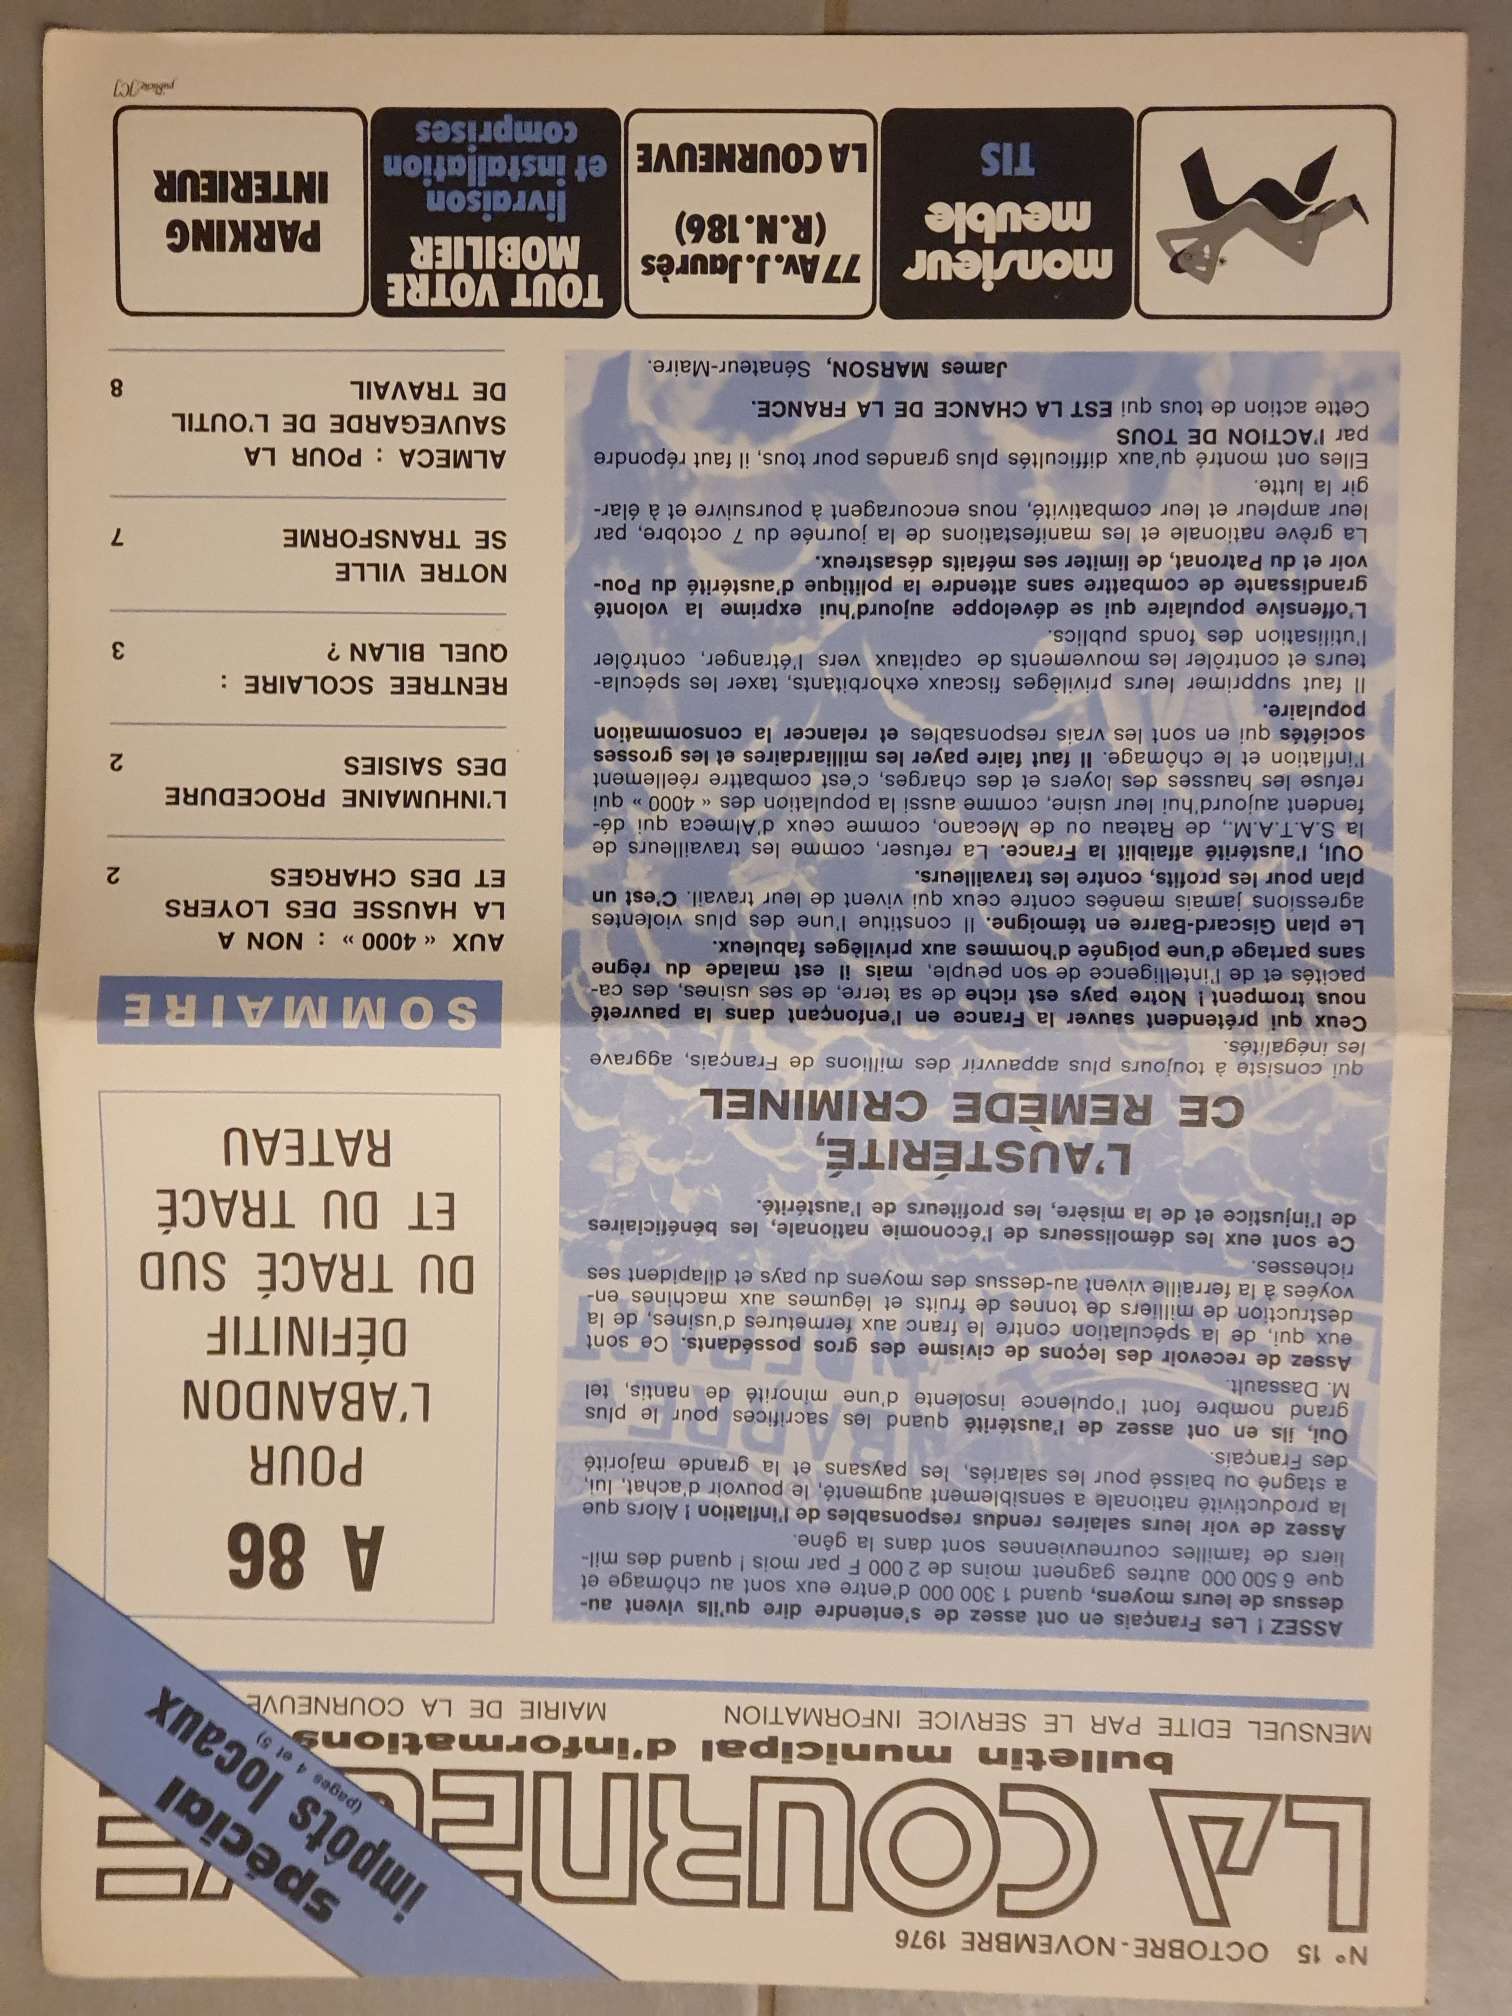 N° 15 OCTOBRE-NOVEMBRE 1976
LA COURNEUVE
bulletin municipal d'informations
MENSUEL EDITE PAR LE SERVICE INFORMATION MAIRIE DE LA COURNEUVE
spécial
impôts locaux
(pages 4 et 5)
ASSEZ ! Les Français en ont assez de s'entendre dire qu'ils vivent au-
dessus de leurs moyens, quand 1 300 000 d'entre eux sont au chômage et
que 6 500 000 autres gagnent moins de 2 000 F par mois ! quand des mil-
liers de familles courneuviennes sont dans la gêne.
Assez de voir leurs salaires rendus responsables de l'inflation ! Alors que
la productivité nationale a sensiblement augmenté, le pouvoir d'achat, lui,
a stagné ou baissé pour les salariés, les paysans et la grande majorité
des Français.
Oui, ils en ont assez de l'austérité quand les sacrifices pour le plus
grand nombre font l'opulence insolente d'une minorité de nantis, tel
M. Dassault.
Assez de recevoir des leçons de civisme des gros possédants. Ce sont
eux qui, de la spéculation contre le franc aux fermetures d'usines, de la
destruction de milliers de tonnes de fruits et légumes aux machines en-
voyées à la ferraille vivent au-dessus des moyens du pays et dilapident ses
richesses.
Ce sont eux les démolisseurs de l'économie nationale, les bénéficiaires
de l'injustice et de la misère, les profiteurs de l'austérité.
L'AUSTÉRITÉ,
CE REMÈDE CRIMINEL
qui consiste à toujours plus appauvrir des millions de Français, aggrave
les inégalités.
Ceux qui prétendent sauver la France en l'enfonçant dans la pauvreté
nous trompent ! Notre pays est riche de sa terre, de ses usines, des ca-
pacités et de l'intelligence de son peuple, mais il est malade du règne
sans partage d'une poignée d'hommes aux privilèges fabuleux.
Le plan Giscard-Barre en témoigne. Il constitue l'une des plus violentes
agressions jamais menées contre ceux qui vivent de leur travail. C'est un
plan pour les profits, contre les travailleurs.
OUI, l'austérité affaiblit la France. La refuser, comme les travailleurs de
la S.A.T.A.M., de Rateau ou de Mecano, comme ceux d'Almeca qui dé-
fendent aujourd'hui leur usine, comme aussi la population des « 4000 » qui
refuse les hausses des loyers et des charges, c'est combattre réellement
l'inflation et le chômage. Il faut faire payer les milliardaires et les grosses
sociétés qui en sont les vrais responsables et relancer la consommation
populaire.
Il faut supprimer leurs privilèges fiscaux exhorbitants, taxer les spécula-
teurs et contrôler les mouvements de capitaux vers l'étranger, contrôler
l'utilisation des fonds publics.
L'offensive populaire qui se développe aujourd'hui exprime la volonté
grandissante de combattre sans attendre la politique d'austérité du Pou-
voir et du Patronat, de limiter ses méfaits désastreux.
La grève nationale et les manifestations de la journée du 7 octobre, par
leur ampleur et leur combativité, nous encouragent à poursuivre et à élar-
gir la lutte.
Elles ont montré qu'aux difficultés plus grandes pour tous, il faut répondre
par l'ACTION DE TOUS
Cette action de tous qui EST LA CHANCE DE LA FRANCE.
James MARSON, Sénateur-Maire.
A 86
POUR
L'ABANDON
DÉFINITIF
DU TRACÉ SUD
ET DU TRACÉ
RATEAU
SOMMAIRE
AUX « 4000 » : NON A
LA HAUSSE DES LOYERS
ET DES CHARGES 2
L'INHUMAINE PROCEDURE
DES SAISIES 2
RENTREE SCOLAIRE :
QUEL BILAN ? 3
NOTRE VILLE
SE TRANSFORME 7
ALMECA : POUR LA
SAUVEGARDE DE L'OUTIL
DE TRAVAIL 8
monsieur
meuble
TIS
77 Av. J. Jaurès
(R.N. 186)
LA COURNEUVE
TOUT VOTRE
MOBILIER
livraison
et installation
comprises
PARKING
INTERIEUR